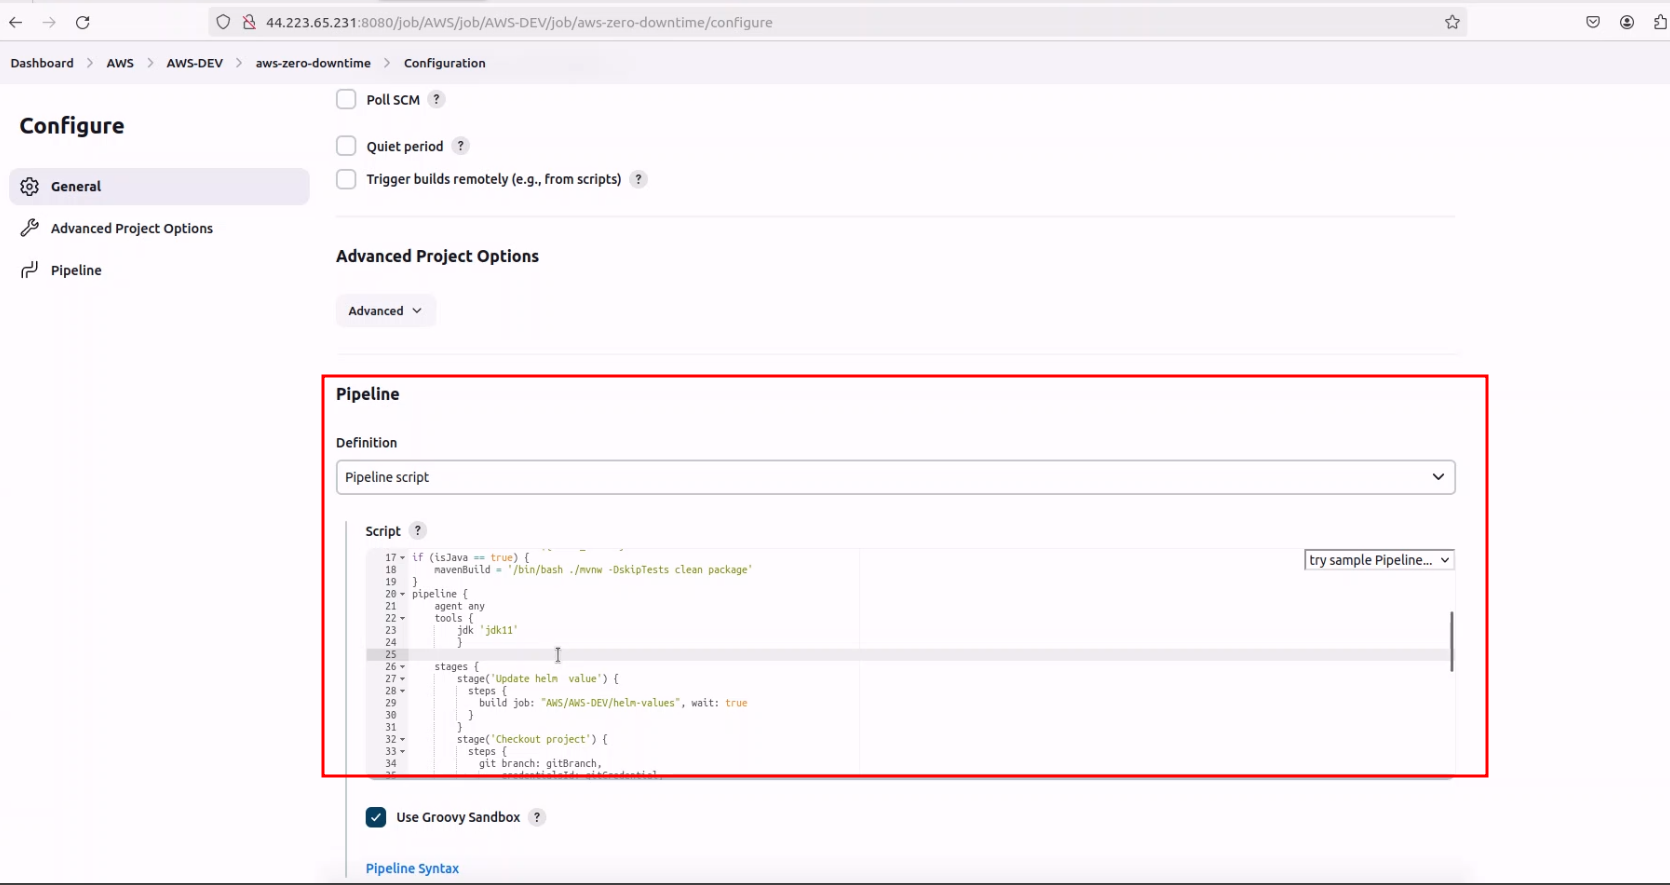 44.223.65.231:8080/job/AWS/job/AWS-DEV/job/aws-zero-downtime/configure
Dashboard > AWS > AWS-DEV > aws-zero-downtime > Configuration
Configure
General
Advanced Project Options
Pipeline
Poll SCM ?
Quiet period ?
Trigger builds remotely (e.g., from scripts) ?
Advanced Project Options
Advanced
Pipeline
Definition
Pipeline script
Script ?
try sample Pipeline...
17 if (isJava == true) {
18 mavenBuild = '/bin/bash ./mvnw -DskipTests clean package'
19 }
20 pipeline {
21 agent any
22 tools {
23 jdk 'jdk11'
24 }
25
26 stages {
27 stage('Update helm  value') {
28 steps {
29 build job: "AWS/AWS-DEV/helm-values", wait: true
30 }
31 }
32 stage('Checkout project') {
33 steps {
34 git branch: gitBranch,
Use Groovy Sandbox ?
Pipeline Syntax